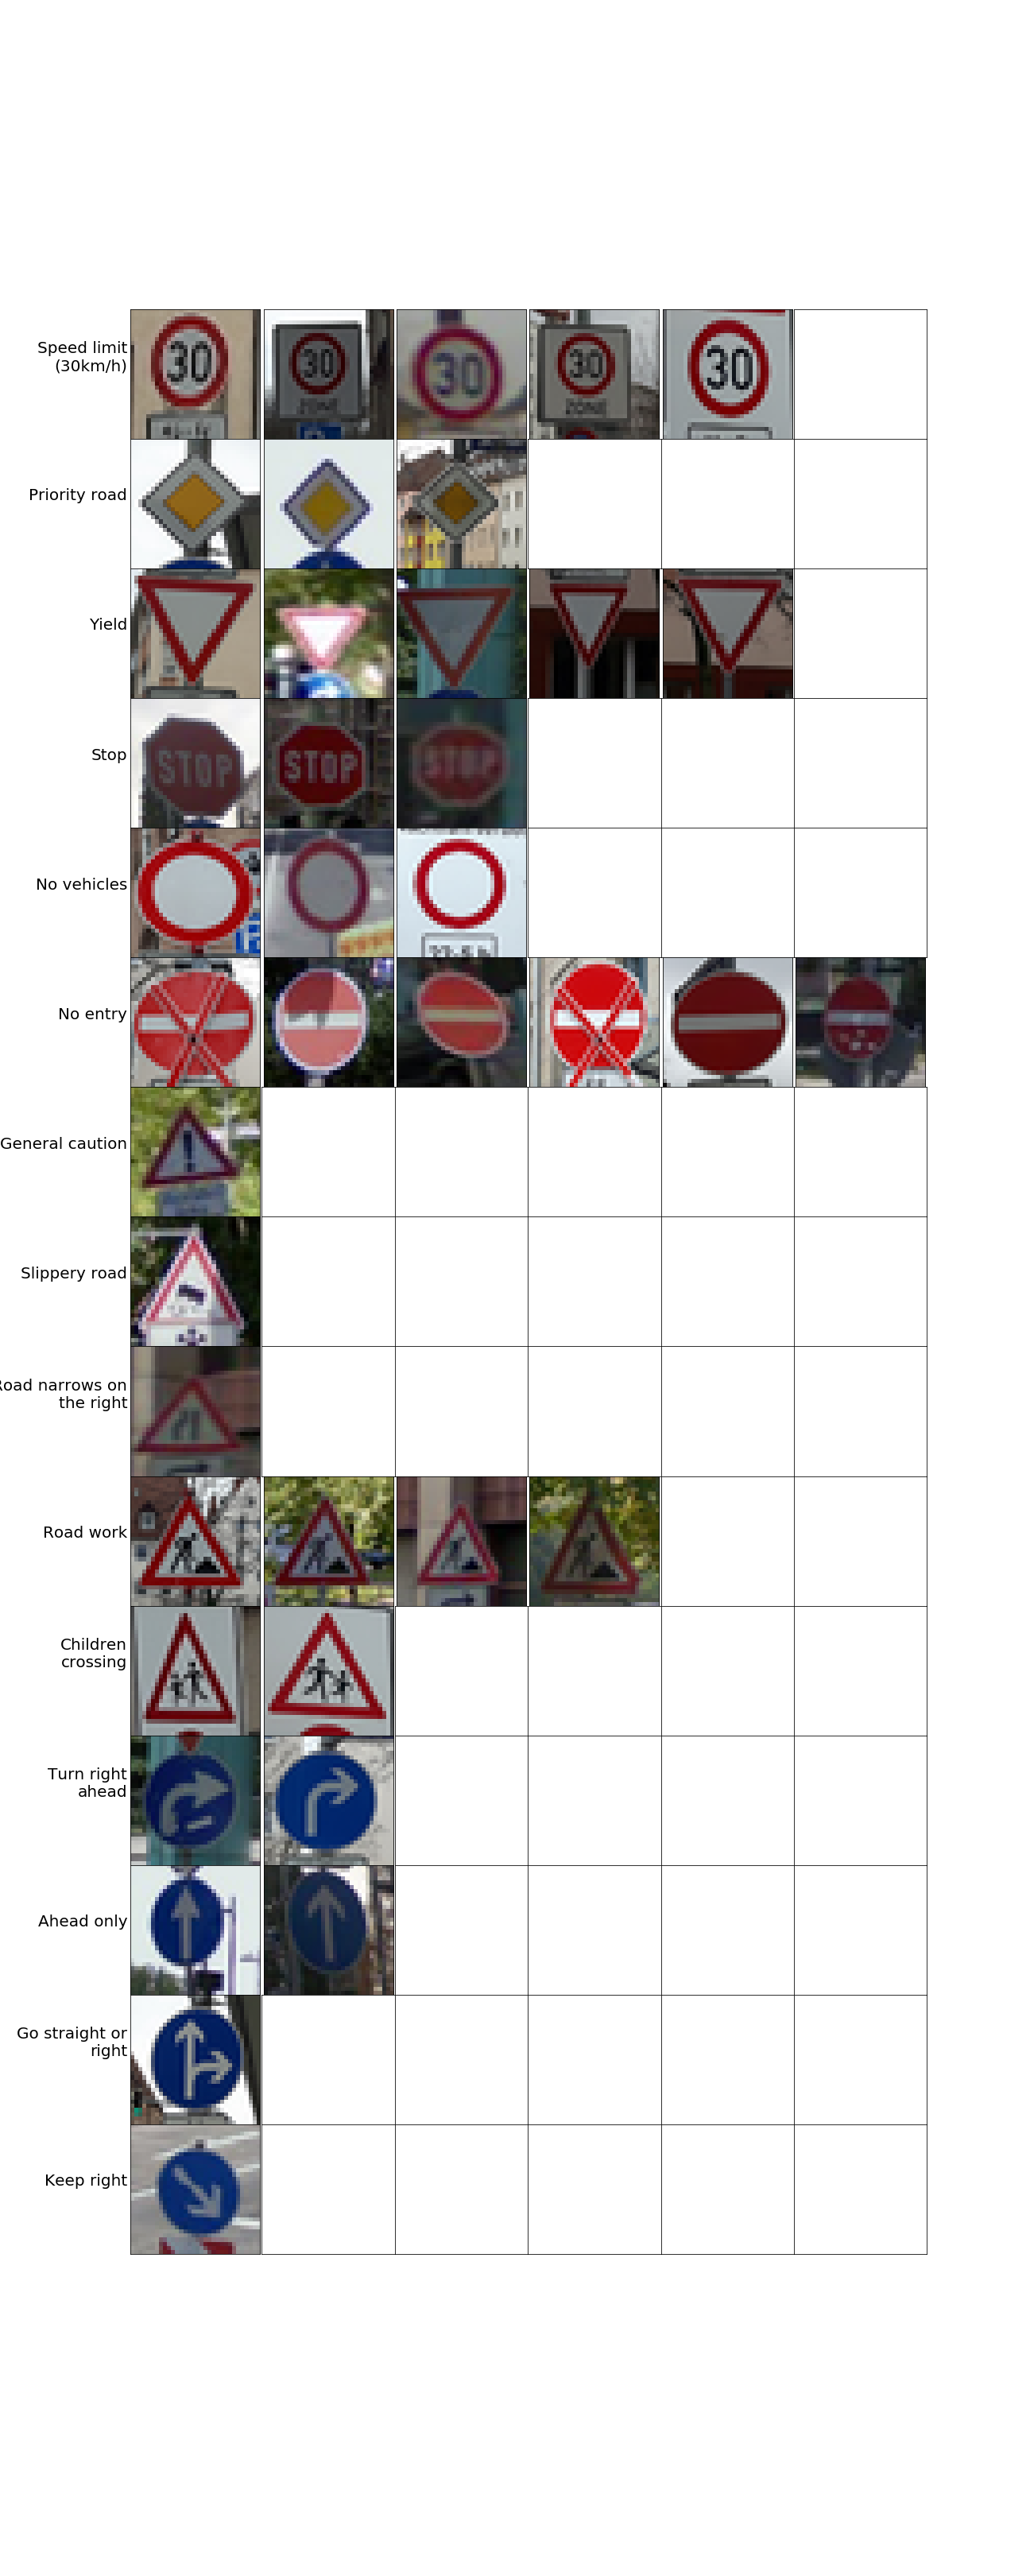 Speed limit
(30km/h)
30
30
ZONE
30
30
ZONE
30
Priority road
Yield
Stop
STOP
STOP
STOP
No vehicles
No entry
General caution
Slippery road
Road narrows on
the right
Road work
Children
crossing
Turn right
ahead
Ahead only
Go straight or
right
Keep right